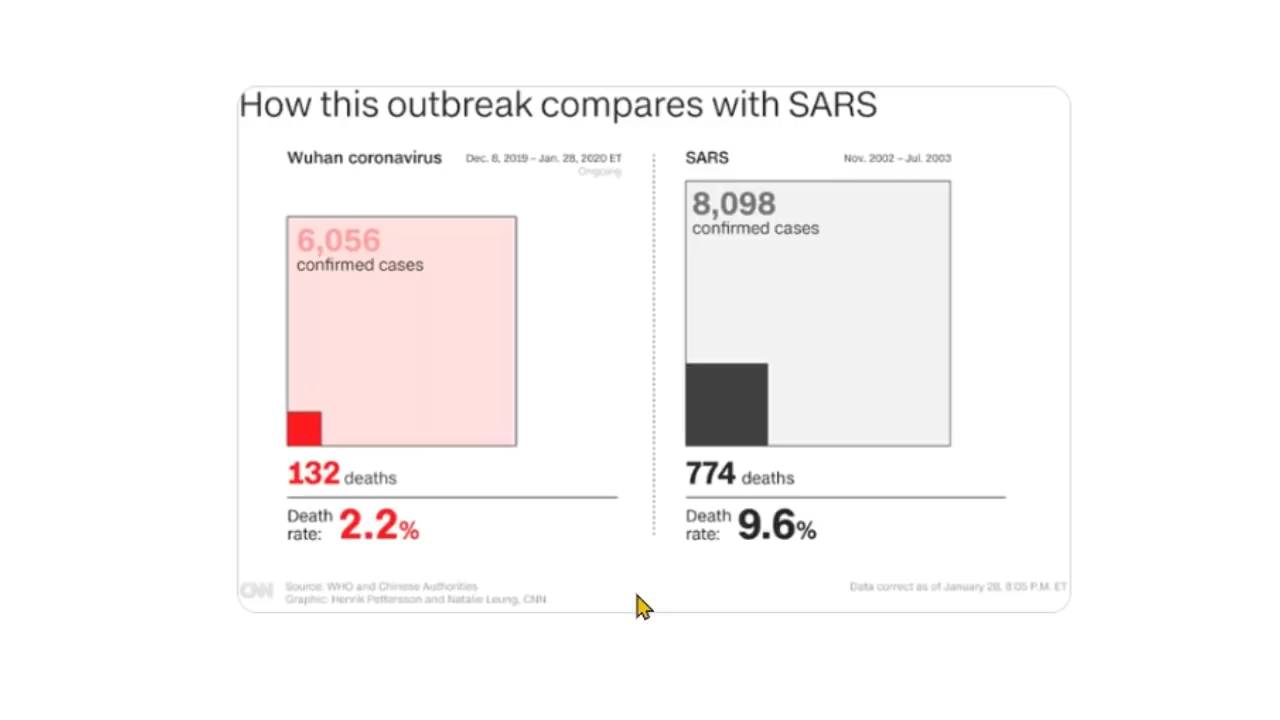 How this outbreak compares with SARS
Wuhan coronavirus
Dec. 8, 2019 – Jan. 28, 2020 ET
Ongoing
6,056
confirmed cases
132 deaths
Death
rate: 2.2%
SARS
Nov. 2002 – Jul. 2003
8,098
confirmed cases
774 deaths
Death
rate: 9.6%
CNN
Source: WHO and Chinese Authorities
Graphic: Henrik Pettersson and Natalie Leung, CNN
Data correct as of January 28, 8:05 P.M. ET